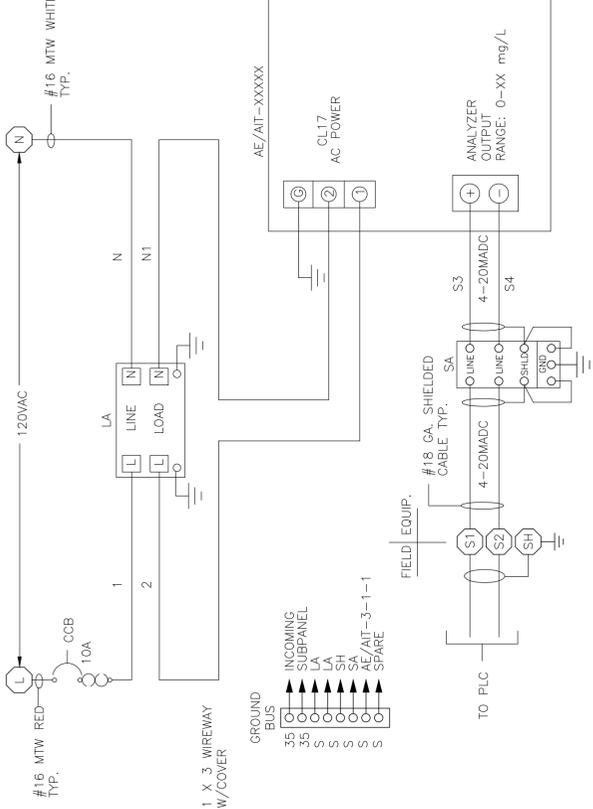 #16 MTW RED
TYP.
L
120VAC
N
#16 MTW WHIT
TYP.
CCB
10A
1
2
LA
L
LINE
N
L
LOAD
N
N
N1
1 X 3 WIREWAY
W/COVER
AE/AIT-XXXXX
G
2
1
CL17
AC POWER
GROUND
BUS
35
INCOMING
35
SUBPANEL
S
LA
S
LA
S
SH
S
SA
S
AE/AIT-3-1-1
S
SPARE
TO PLC
FIELD EQUIP.
S1
S2
SH
#18 GA. SHIELDED
CABLE TYP.
4-20MADC
SA
LINE
LINE
SHLD
GND
S3
4-20MADC
S4
+
-
ANALYZER
OUTPUT
RANGE: 0-XX mg/L